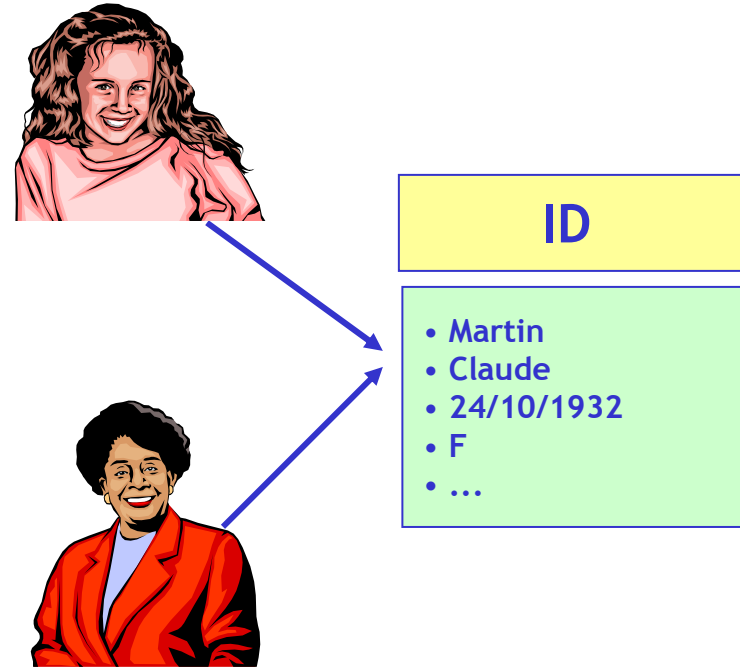 ID
• Martin
• Claude
• 24/10/1932
• F
• ...